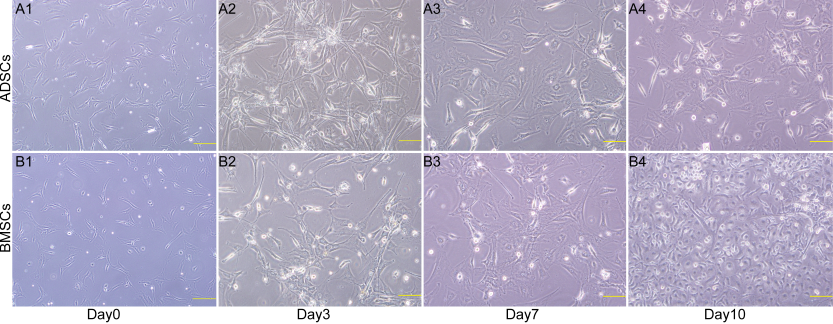 A1 A2 A3 A4
ADSCs
B1 B2 B3 B4
BMSCs
Day0 Day3 Day7 Day10